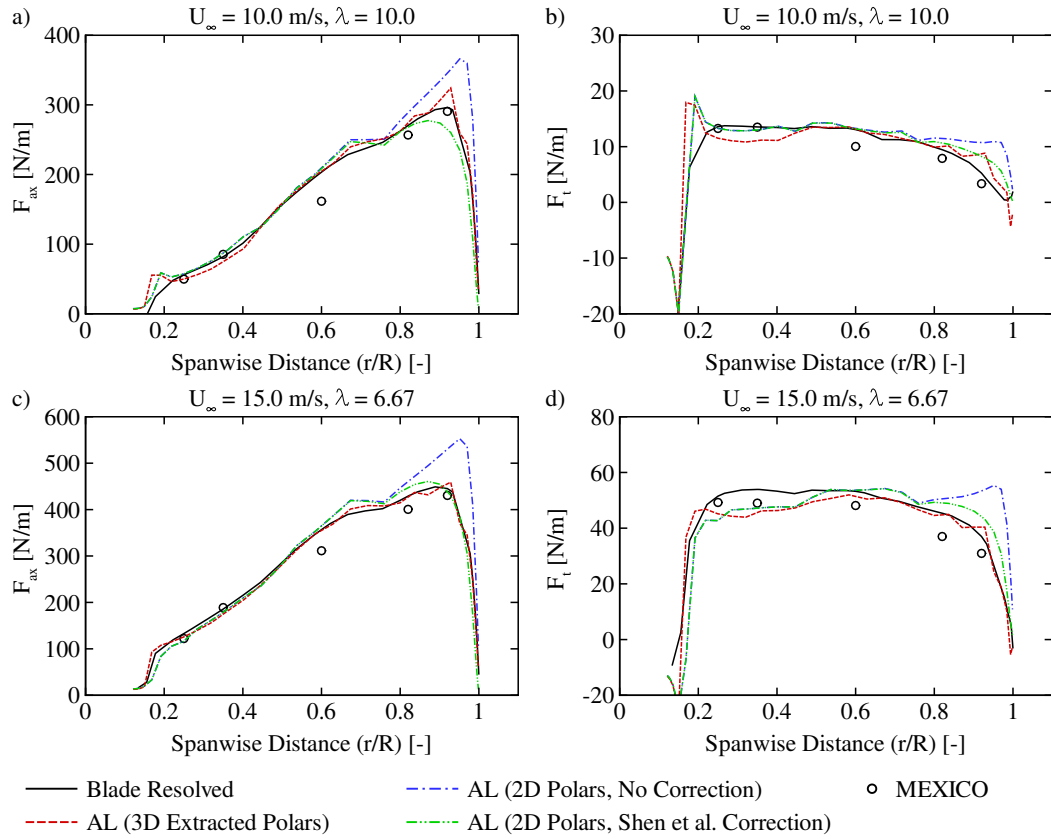 a) U∞ = 10.0 m/s, λ = 10.0
400
300
200
100
0
F_ax [N/m]
0 0.2 0.4 0.6 0.8 1
Spanwise Distance (r/R) [-]
b) U∞ = 10.0 m/s, λ = 10.0
30
20
10
0
-10
-20
F_t [N/m]
0 0.2 0.4 0.6 0.8 1
Spanwise Distance (r/R) [-]
c) U∞ = 15.0 m/s, λ = 6.67
600
500
400
300
200
100
0
F_ax [N/m]
0 0.2 0.4 0.6 0.8 1
Spanwise Distance (r/R) [-]
d) U∞ = 15.0 m/s, λ = 6.67
80
60
40
20
0
-20
F_t [N/m]
0 0.2 0.4 0.6 0.8 1
Spanwise Distance (r/R) [-]
Blade Resolved
AL (3D Extracted Polars)
AL (2D Polars, No Correction)
AL (2D Polars, Shen et al. Correction)
MEXICO